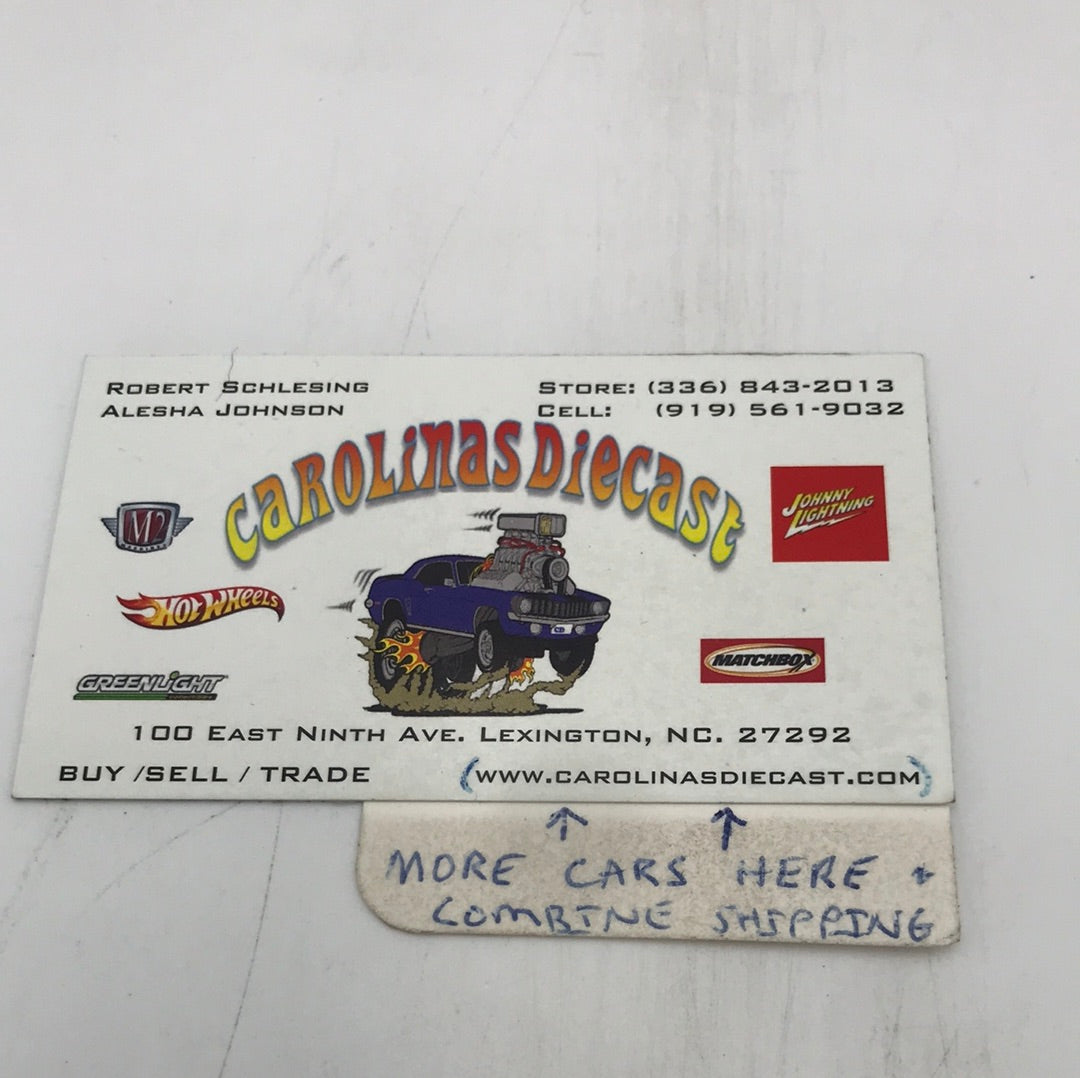 ROBERT SCHLESING
ALESHA JOHNSON
STORE: (336) 843-2013
CELL: (919) 561-9032
CAROLINAS DIECAST
M2
JOHNNY LIGHTNING
HOT WHEELS
MATCHBOX
GREENLIGHT
100 EAST NINTH AVE. LEXINGTON, NC. 27292
BUY /SELL / TRADE
(WWW.CAROLINASDIECAST.COM)
↑ ↑
MORE CARS HERE +
COMBINE SHIPPING